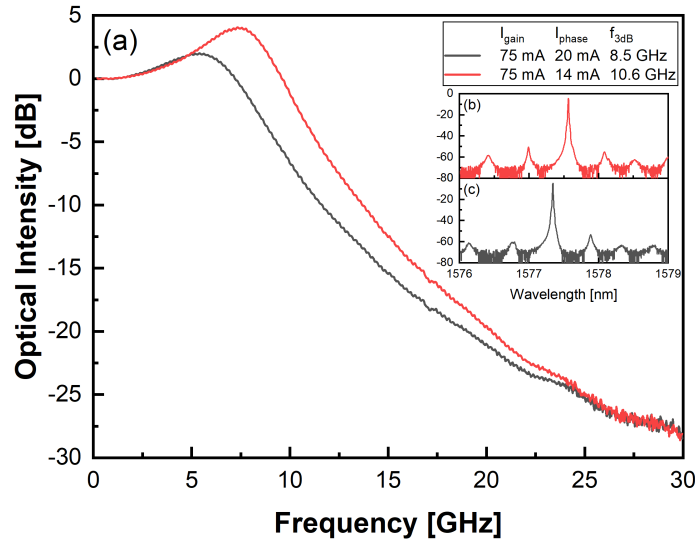 (a)
I_gain I_phase f_3dB
75 mA 20 mA 8.5 GHz
75 mA 14 mA 10.6 GHz
(b)
0
-20
-40
-60
-80
(c)
0
-20
-40
-60
-80
1576 1577 1578 1579
Wavelength [nm]
5
0
-5
-10
-15
-20
-25
-30
Optical Intensity [dB]
0 5 10 15 20 25 30
Frequency [GHz]